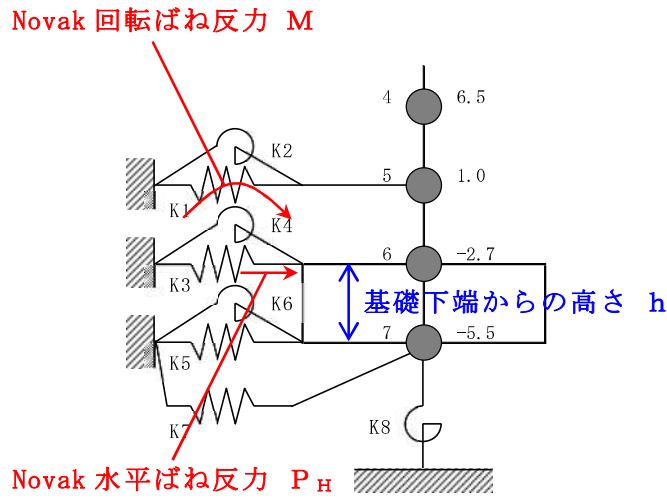 Novak 回転ばね反力 M
4 6.5
K2
5 1.0
K1
K4
6 -2.7
K3
K6
基礎下端からの高さ h
7 -5.5
K5
K7
K8
Novak 水平ばね反力 PH